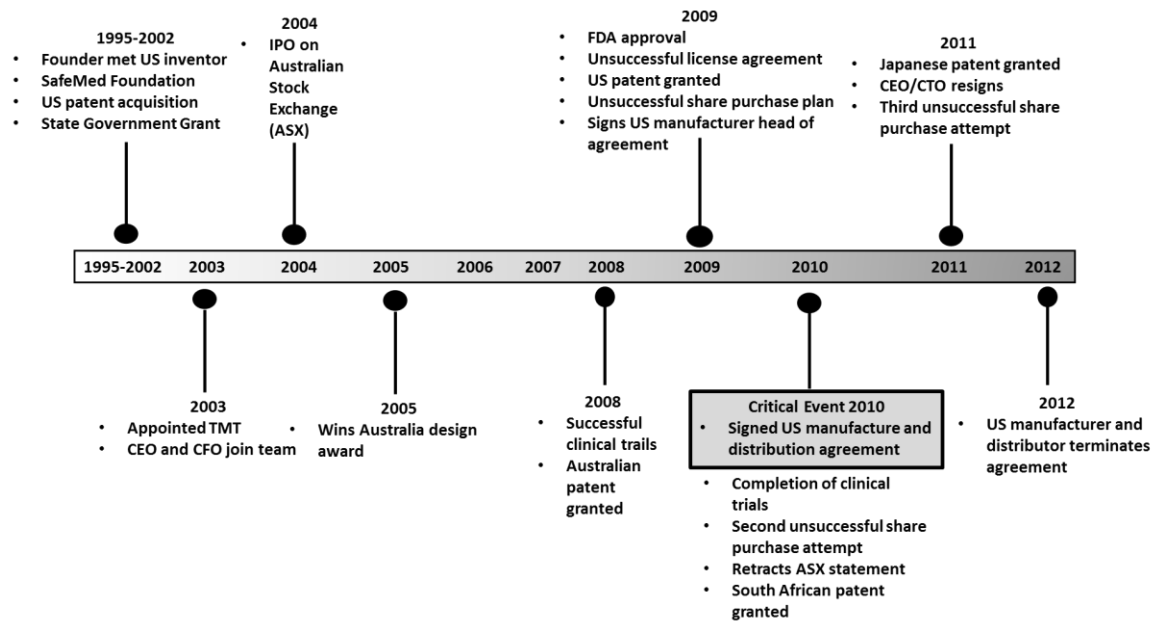 1995-2002
• Founder met US inventor
• SafeMed Foundation
• US patent acquisition
• State Government Grant
2004
• IPO on
Australian
Stock
Exchange
(ASX)
2009
• FDA approval
• Unsuccessful license agreement
• US patent granted
• Unsuccessful share purchase plan
• Signs US manufacturer head of
agreement
2011
• Japanese patent granted
• CEO/CTO resigns
• Third unsuccessful share
purchase attempt
1995-2002 2003 2004 2005 2006 2007 2008 2009 2010 2011 2012
2003
• Appointed TMT
• CEO and CFO join team
2005
• Wins Australia design
award
2008
• Successful
clinical trails
• Australian
patent
granted
Critical Event 2010
• Signed US manufacture and
distribution agreement
• Completion of clinical
trials
• Second unsuccessful share
purchase attempt
• Retracts ASX statement
• South African patent
granted
2012
• US manufacturer and
distributor terminates
agreement